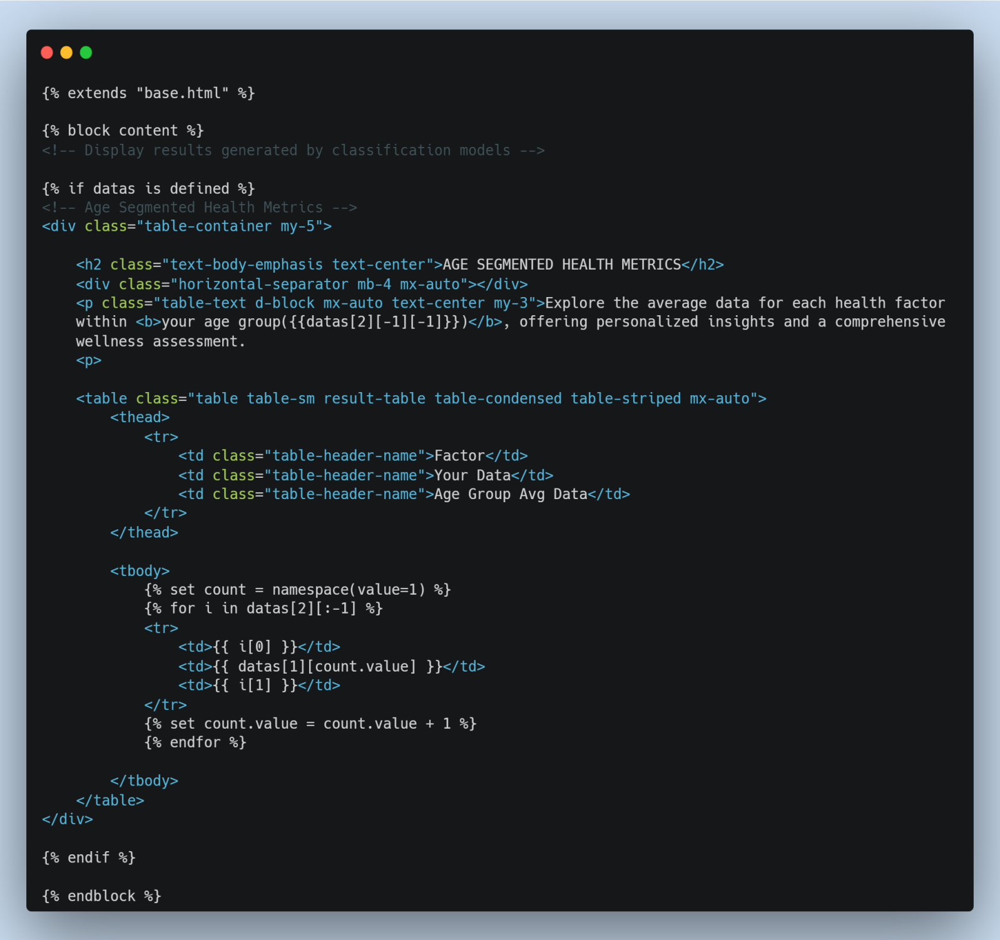 {% extends "base.html" %}

{% block content %}
<!-- Display results generated by classification models -->

{% if datas is defined %}
<!-- Age Segmented Health Metrics -->
<div class="table-container my-5">

    <h2 class="text-body-emphasis text-center">AGE SEGMENTED HEALTH METRICS</h2>
    <div class="horizontal-separator mb-4 mx-auto"></div>
    <p class="table-text d-block mx-auto text-center my-3">Explore the average data for each health factor
    within <b>your age group({{datas[2][-1][-1]}})</b>, offering personalized insights and a comprehensive
    wellness assessment.
    <p>

    <table class="table table-sm result-table table-condensed table-striped mx-auto">
        <thead>
            <tr>
                <td class="table-header-name">Factor</td>
                <td class="table-header-name">Your Data</td>
                <td class="table-header-name">Age Group Avg Data</td>
            </tr>
        </thead>

        <tbody>
            {% set count = namespace(value=1) %}
            {% for i in datas[2][:-1] %}
            <tr>
                <td>{{ i[0] }}</td>
                <td>{{ datas[1][count.value] }}</td>
                <td>{{ i[1] }}</td>
            </tr>
            {% set count.value = count.value + 1 %}
            {% endfor %}

        </tbody>
    </table>
</div>

{% endif %}

{% endblock %}